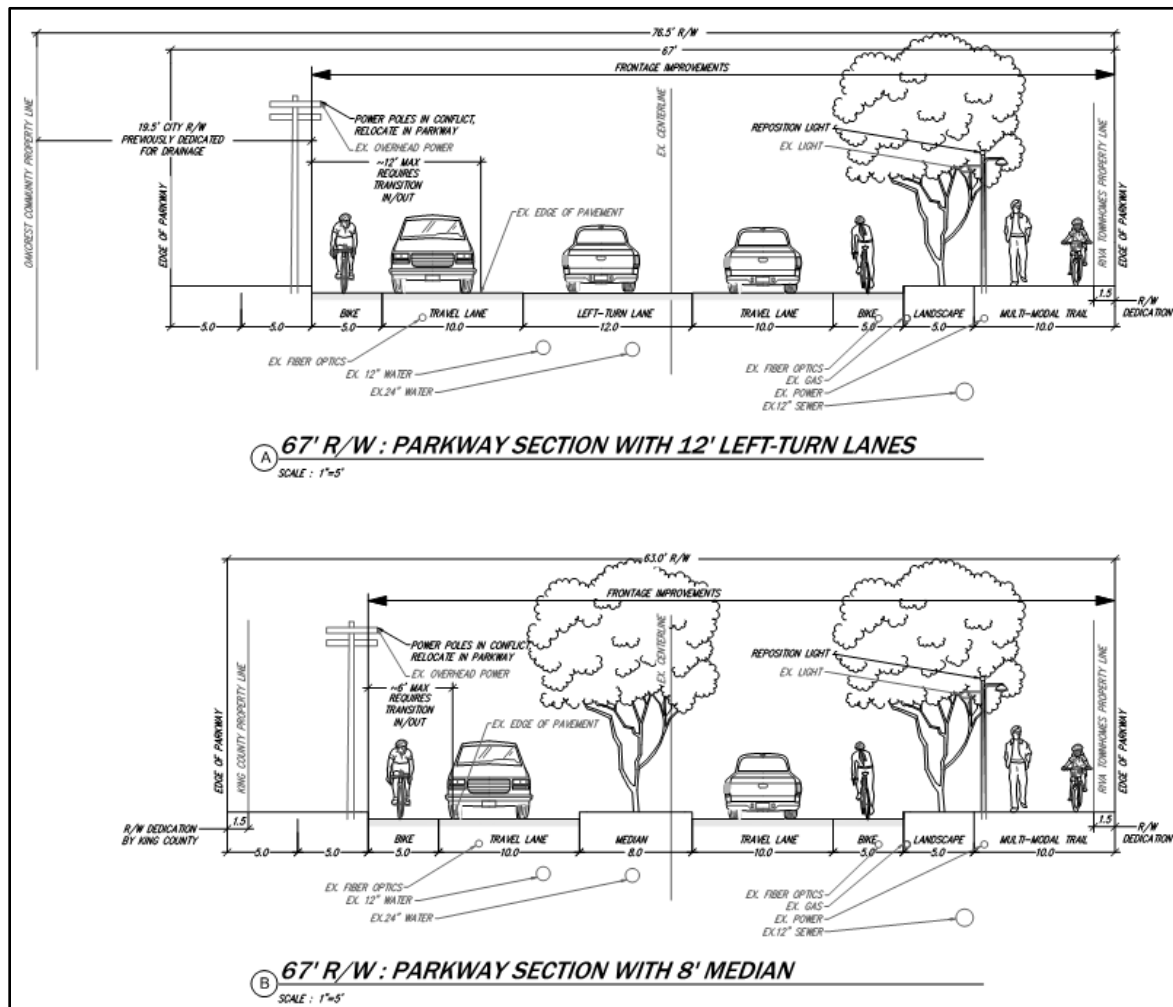 76.5' R/W
67'
FRONTAGE IMPROVEMENTS
OAKCREST COMMUNITY PROPERTY LINE
EDGE OF PARKWAY
19.5' CITY R/W
PREVIOUSLY DEDICATED
FOR DRAINAGE
POWER POLES IN CONFLICT,
RELOCATE IN PARKWAY
EX. OVERHEAD POWER
~12' MAX
REQUIRES
TRANSITION
IN/OUT
EX. EDGE OF PAVEMENT
EX. CENTERLINE
REPOSITION LIGHT
EX. LIGHT
RIVA TOWNHOMES PROPERTY LINE
EDGE OF PARKWAY
1.5
R/W
DEDICATION
BIKE
TRAVEL LANE
LEFT-TURN LANE
TRAVEL LANE
BIKE
LANDSCAPE
MULTI-MODAL TRAIL
5.0
5.0
5.0
10.0
12.0
10.0
5.0
5.0
10.0
EX. FIBER OPTICS
EX. 12" WATER
EX.24" WATER
EX. FIBER OPTICS
EX. GAS
EX. POWER
EX.12" SEWER
A 67' R/W : PARKWAY SECTION WITH 12' LEFT-TURN LANES
SCALE : 1"=5'
63.0' R/W
FRONTAGE IMPROVEMENTS
EDGE OF PARKWAY
KING COUNTY PROPERTY LINE
POWER POLES IN CONFLICT,
RELOCATE IN PARKWAY
EX. OVERHEAD POWER
~6' MAX
REQUIRES
TRANSITION
IN/OUT
EX. EDGE OF PAVEMENT
EX. CENTERLINE
REPOSITION LIGHT
EX. LIGHT
RIVA TOWNHOMES PROPERTY LINE
EDGE OF PARKWAY
1.5
R/W DEDICATION
BY KING COUNTY
1.5
R/W
DEDICATION
BIKE
TRAVEL LANE
MEDIAN
TRAVEL LANE
BIKE
LANDSCAPE
MULTI-MODAL TRAIL
5.0
5.0
5.0
10.0
8.0
10.0
5.0
5.0
10.0
EX. FIBER OPTICS
EX. 12" WATER
EX.24" WATER
EX. FIBER OPTICS
EX. GAS
EX. POWER
EX.12" SEWER
B 67' R/W : PARKWAY SECTION WITH 8' MEDIAN
SCALE : 1"=5'